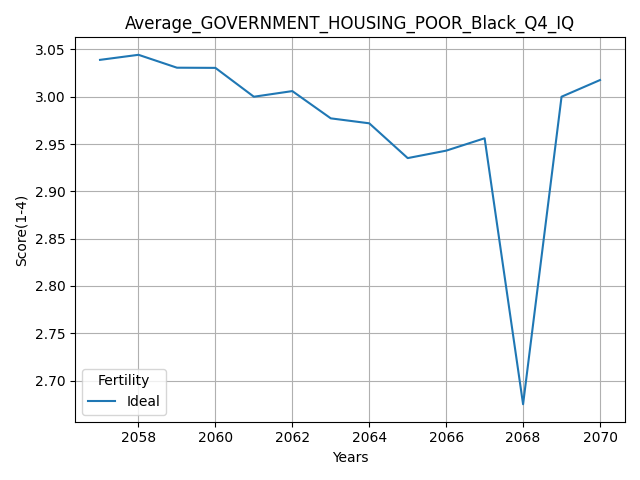 Average_GOVERNMENT_HOUSING_POOR_Black_Q4_IQ
3.05
3.00
2.95
2.90
2.85
2.80
2.75
2.70
Score(1-4)
Fertility
Ideal
2058 2060 2062 2064 2066 2068 2070
Years